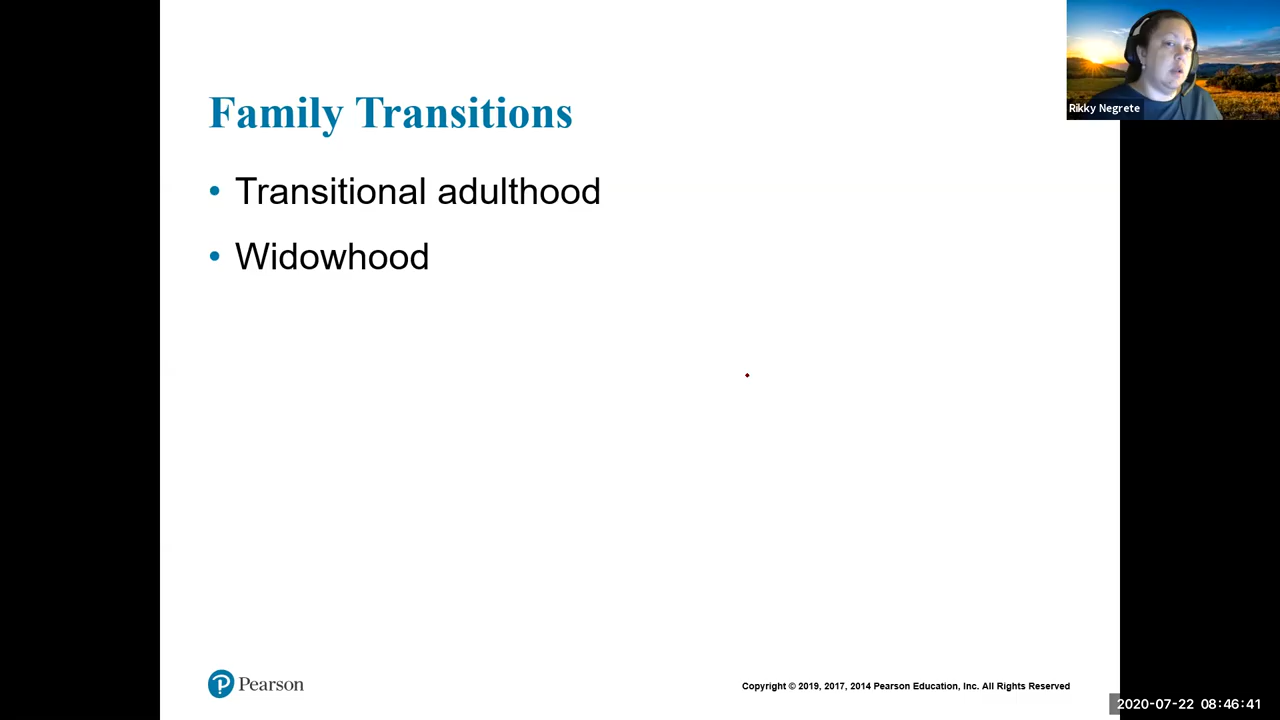 Family Transitions
• Transitional adulthood
• Widowhood
Rikky Negrete
Pearson
Copyright © 2019, 2017, 2014 Pearson Education, Inc. All Rights Reserved
2020-07-22 08:46:41